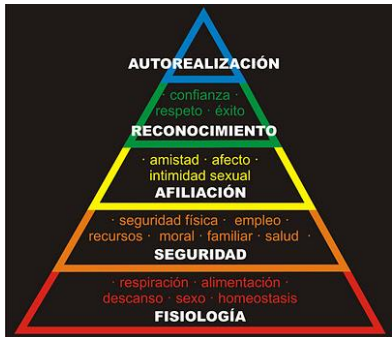 AUTOREALIZACIÓN
· confianza ·
respeto · éxito
RECONOCIMIENTO
· amistad · afecto ·
intimidad sexual
AFILIACIÓN
· seguridad física · empleo ·
recursos · moral · familiar · salud ·
SEGURIDAD
· respiración · alimentación ·
descanso · sexo · homeostasis
FISIOLOGÍA